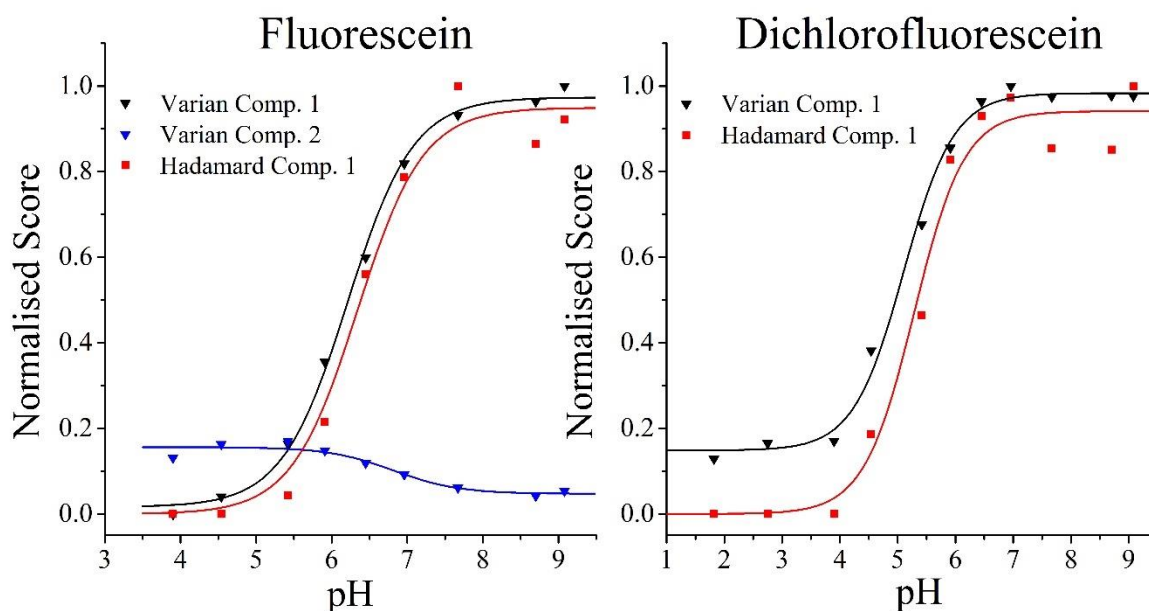 Fluorescein
Normalised Score
1.0
0.8
0.6
0.4
0.2
0.0
Varian Comp. 1
Varian Comp. 2
Hadamard Comp. 1
3 4 5 6 7 8 9
pH
Dichlorofluorescein
Normalised Score
1.0
0.8
0.6
0.4
0.2
0.0
Varian Comp. 1
Hadamard Comp. 1
1 2 3 4 5 6 7 8 9
pH